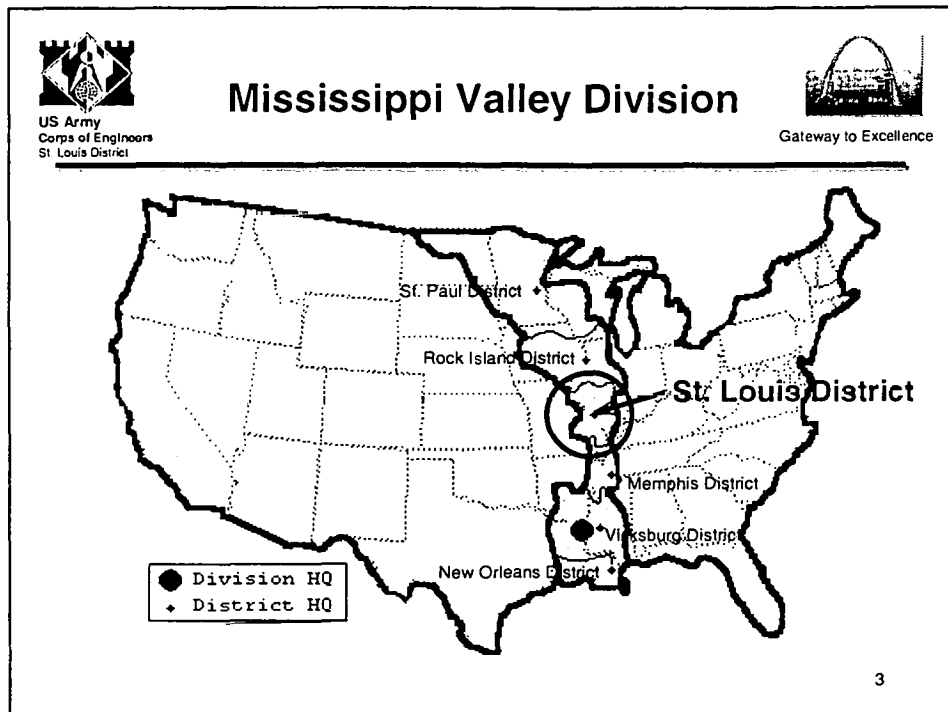 US Army
Corps of Engineers
St. Louis District
Mississippi Valley Division
Gateway to Excellence
St. Paul District
Rock Island District
St. Louis District
Memphis District
Vicksburg District
New Orleans District
Division HQ
District HQ
3